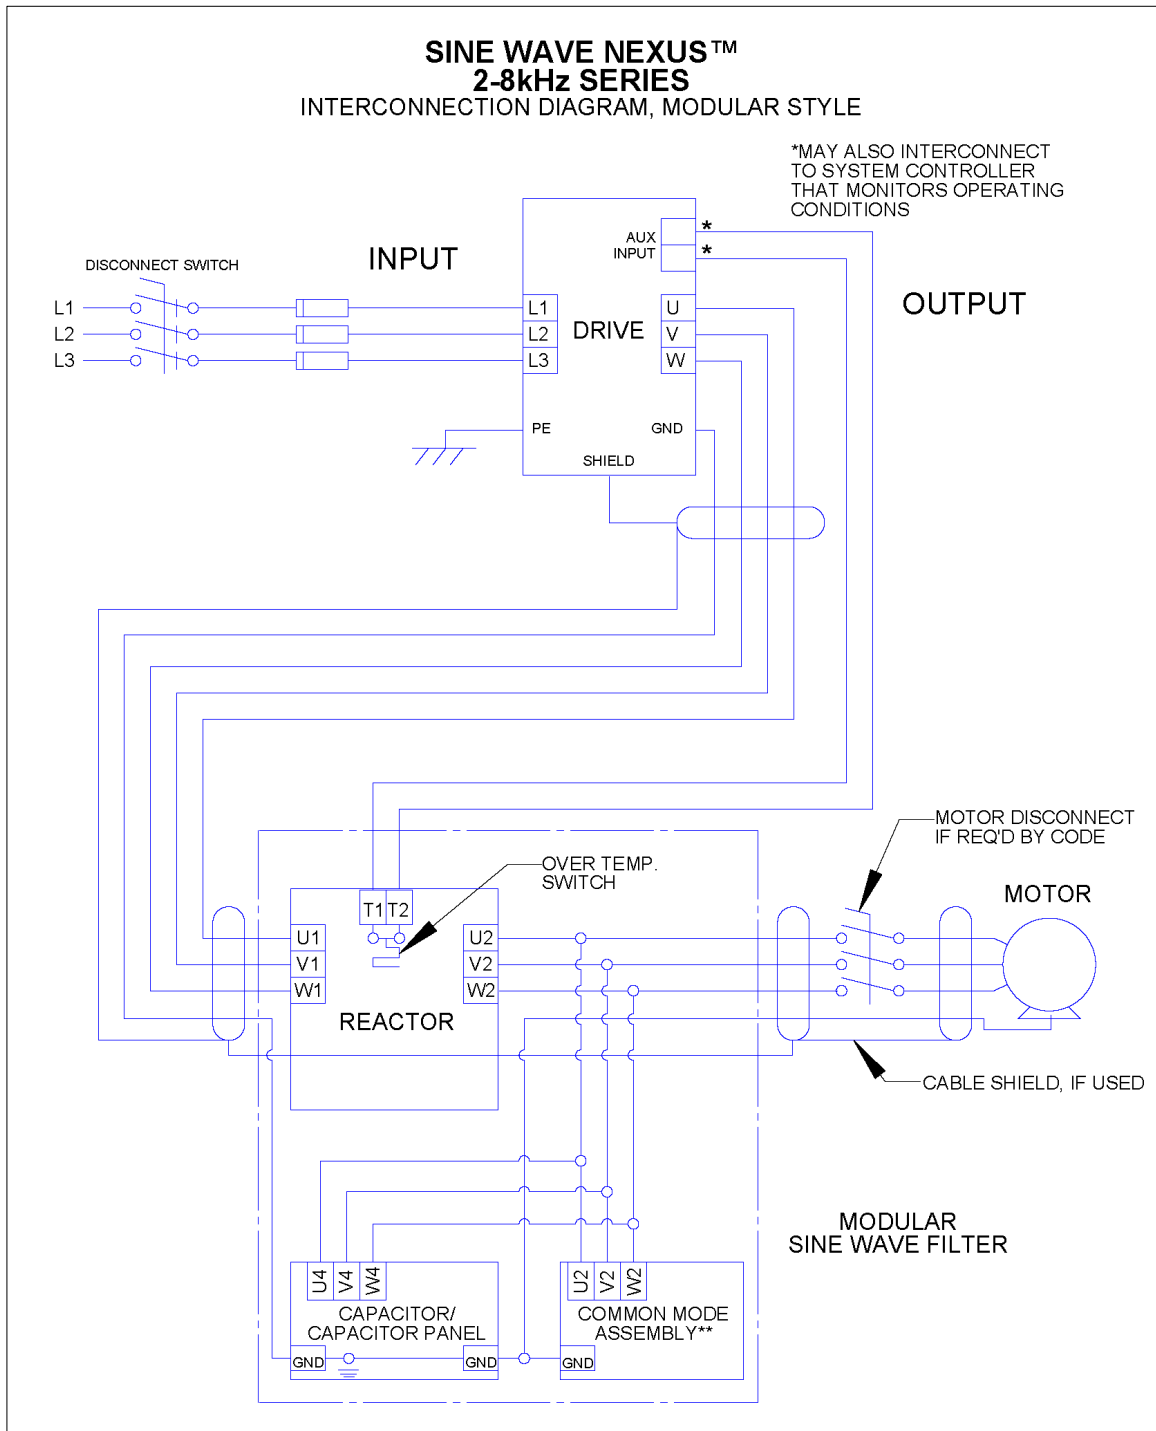 SINE WAVE NEXUS™
2-8kHz SERIES
INTERCONNECTION DIAGRAM, MODULAR STYLE
*MAY ALSO INTERCONNECT
TO SYSTEM CONTROLLER
THAT MONITORS OPERATING
CONDITIONS
AUX
INPUT
*
*
INPUT
DISCONNECT SWITCH
OUTPUT
L1
L2
L3
L1
L2
L3
DRIVE
U
V
W
PE
GND
SHIELD
MOTOR DISCONNECT
IF REQ'D BY CODE
OVER TEMP.
SWITCH
MOTOR
T1
T2
U1
V1
W1
U2
V2
W2
REACTOR
CABLE SHIELD, IF USED
MODULAR
SINE WAVE FILTER
U4
V4
W4
U2
V2
W2
CAPACITOR/
CAPACITOR PANEL
COMMON MODE
ASSEMBLY**
GND
GND
GND